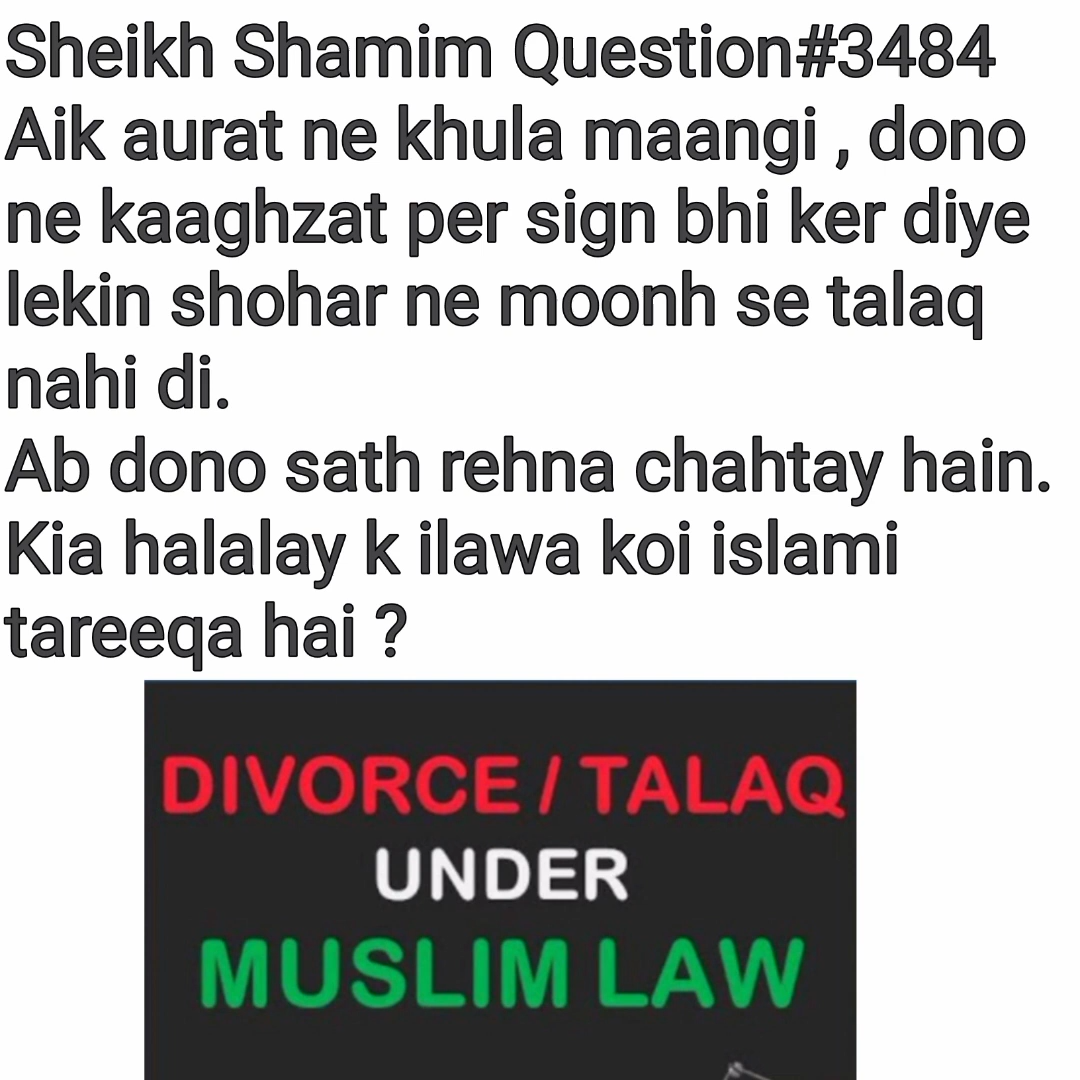 Sheikh Shamim Question#3484
Aik aurat ne khula maangi , dono
ne kaaghzat per sign bhi ker diye
lekin shohar ne moonh se talaq
nahi di.
Ab dono sath rehna chahtay hain.
Kia halalay k ilawa koi islami
tareeqa hai ?
DIVORCE / TALAQ
UNDER
MUSLIM LAW